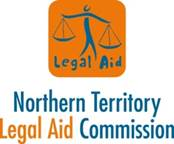 Legal Aid
Northern Territory
Legal Aid Commission